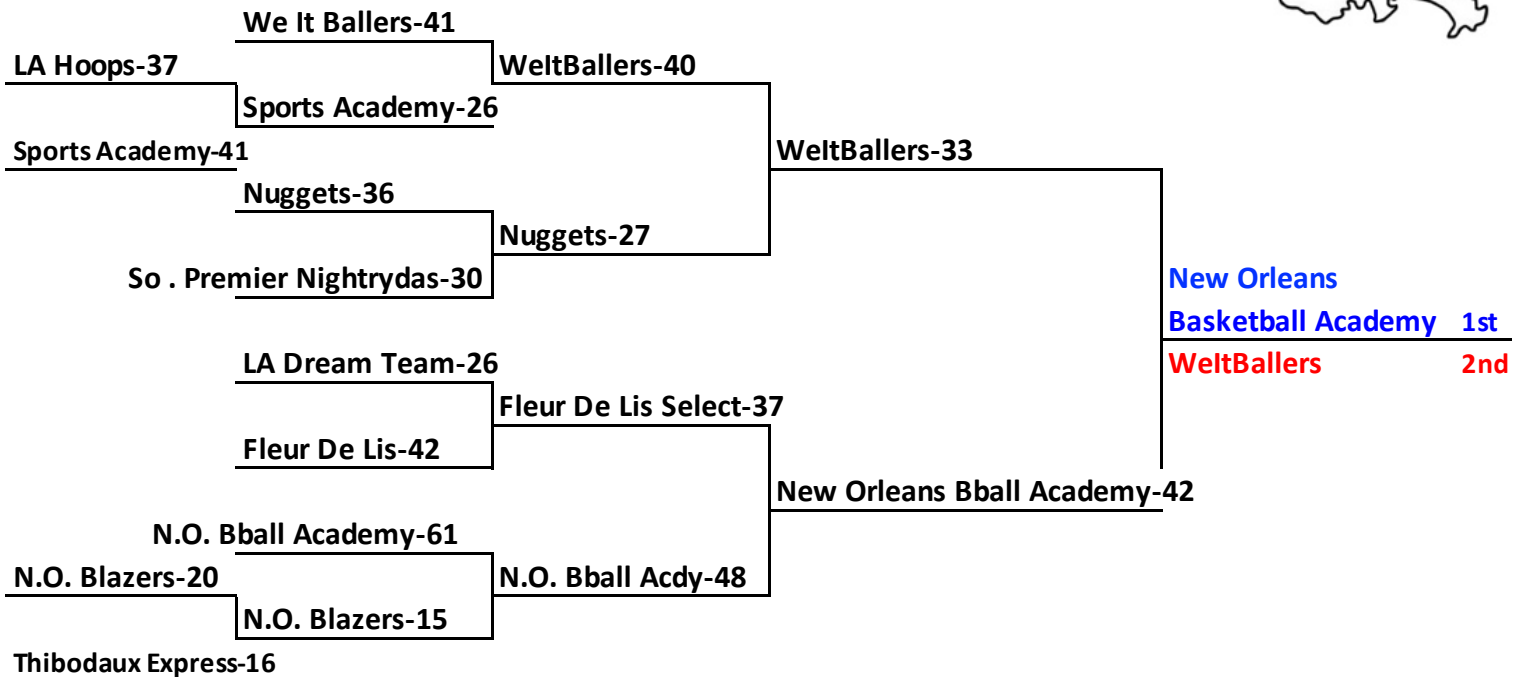 We It Ballers-41
LA Hoops-37
WeItBallers-40
Sports Academy-26
Sports Academy-41
WeItBallers-33
Nuggets-36
Nuggets-27
So . Premier Nightrydas-30
New Orleans
Basketball Academy 1st
LA Dream Team-26
WeItBallers 2nd
Fleur De Lis Select-37
Fleur De Lis-42
New Orleans Bball Academy-42
N.O. Bball Academy-61
N.O. Blazers-20
N.O. Bball Acdy-48
N.O. Blazers-15
Thibodaux Express-16